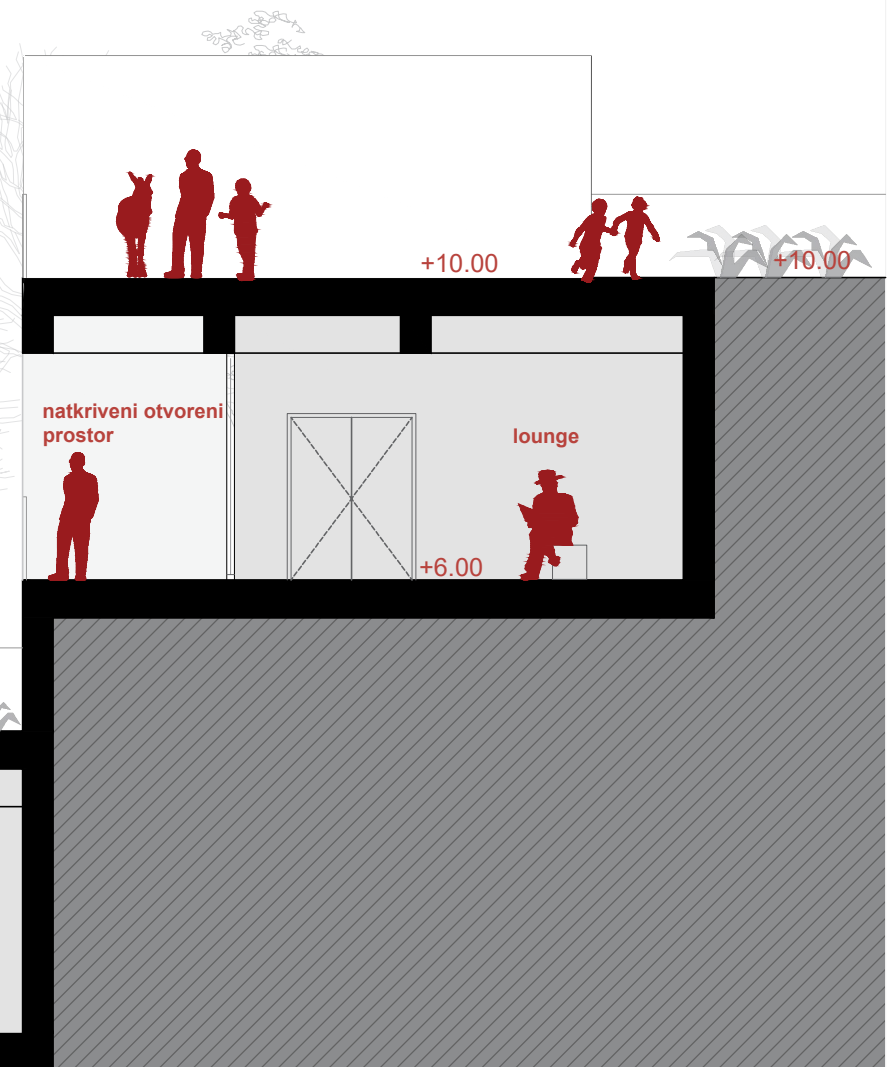 +10.00
+10.00
natkriveni otvoreni
prostor
lounge
+6.00